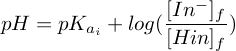 pH = pK_{a_i} + log(\frac{[In^-]_f}{[Hin]_f})